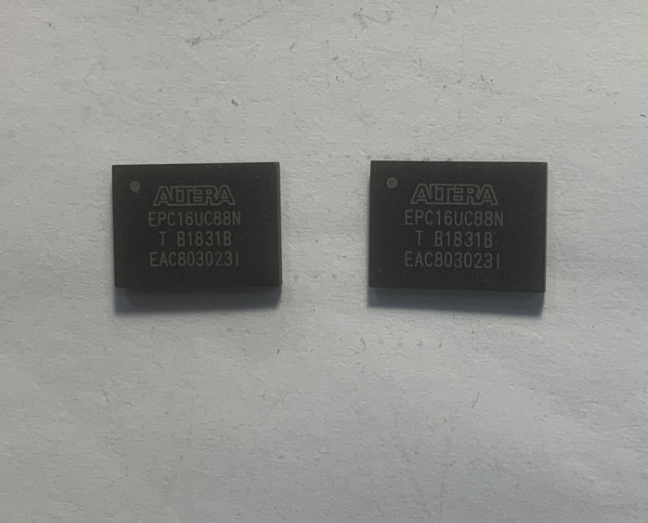 ALTERA
EPC16UC88N
T B1831B
EAC803023I
ALTERA
EPC16UC88N
T B1831B
EAC803023I